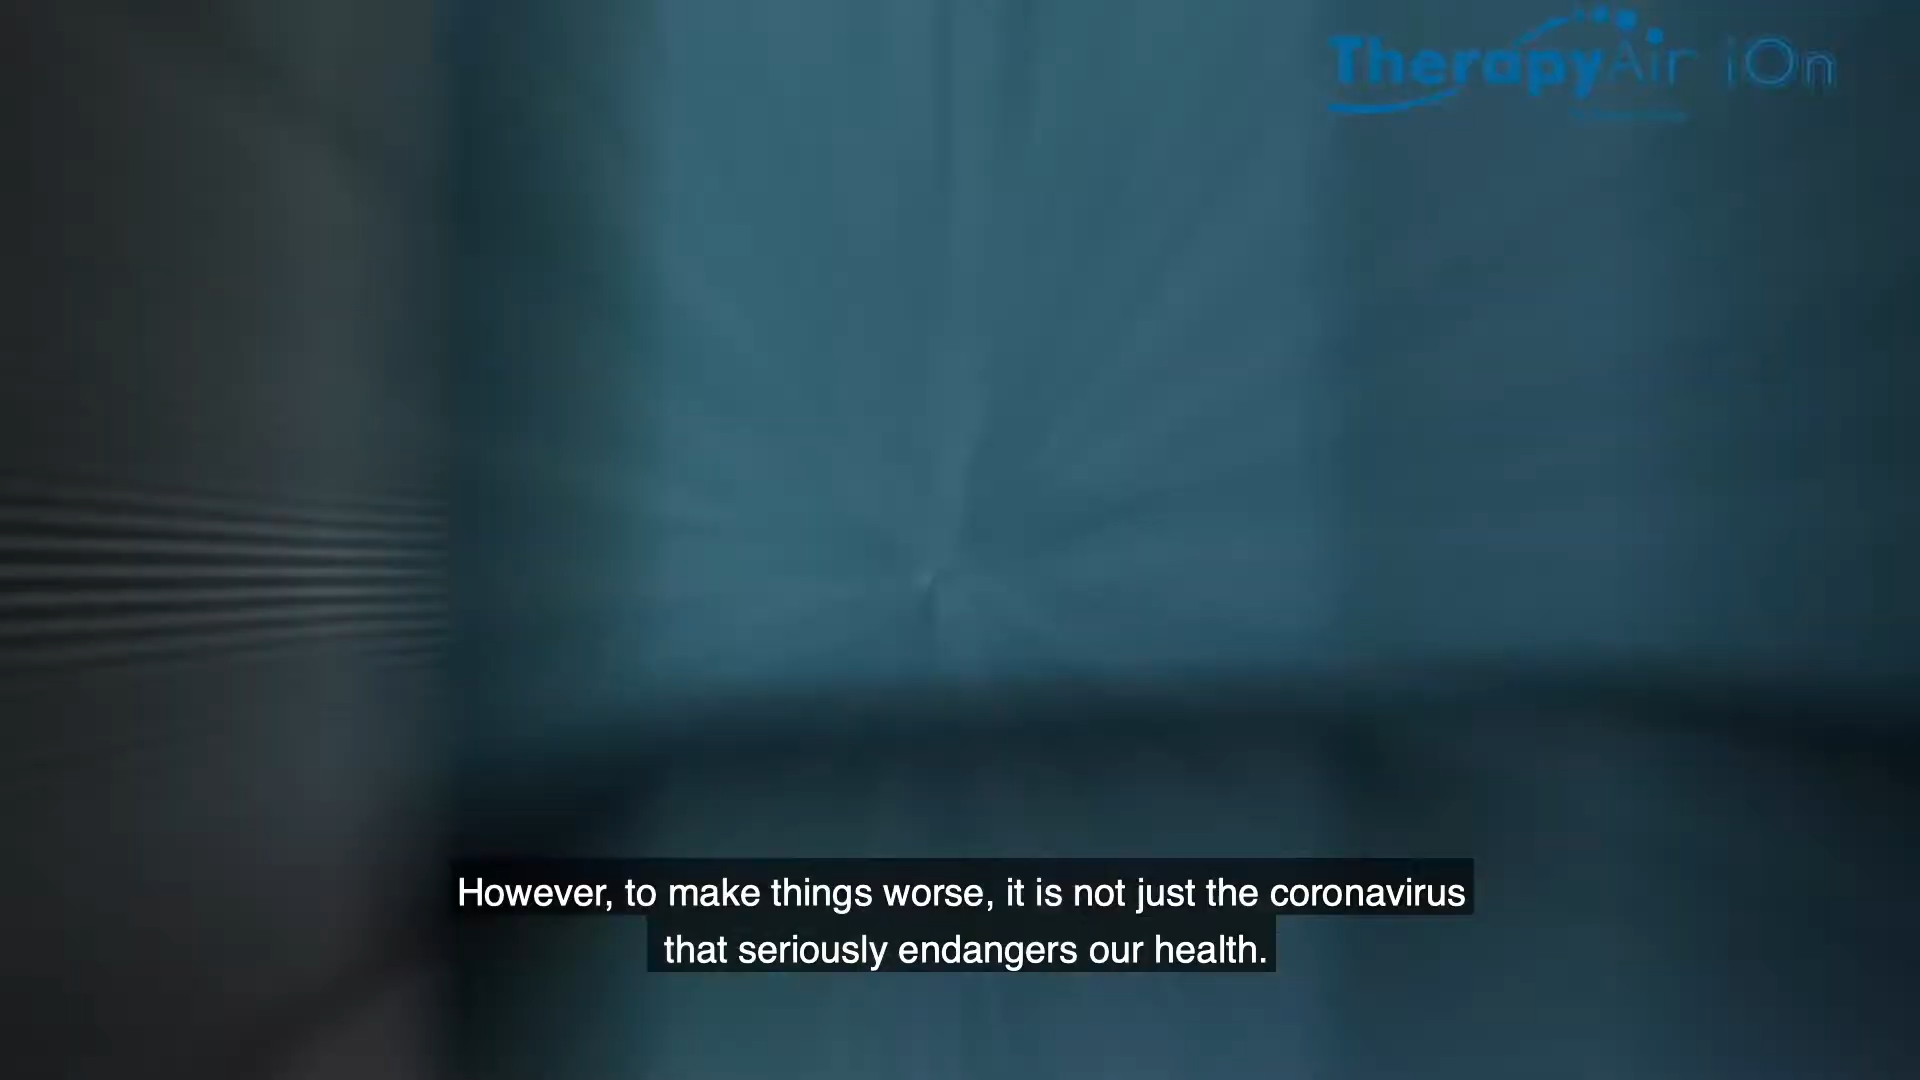 TherapyAir iOn
However, to make things worse, it is not just the coronavirus
that seriously endangers our health.